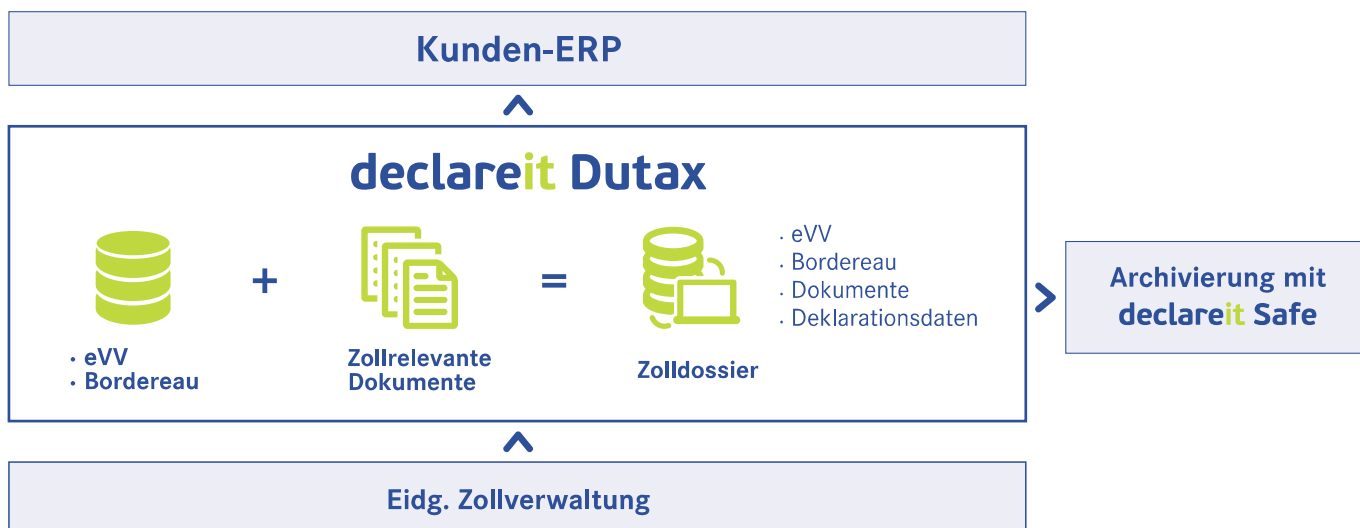 Kunden-ERP
declareit Dutax
+
=
· eVV
· Bordereau
Zollrelevante
Dokumente
Zolldossier
· eVV
· Bordereau
· Dokumente
· Deklarationsdaten
Archivierung mit
declareit Safe
Eidg. Zollverwaltung